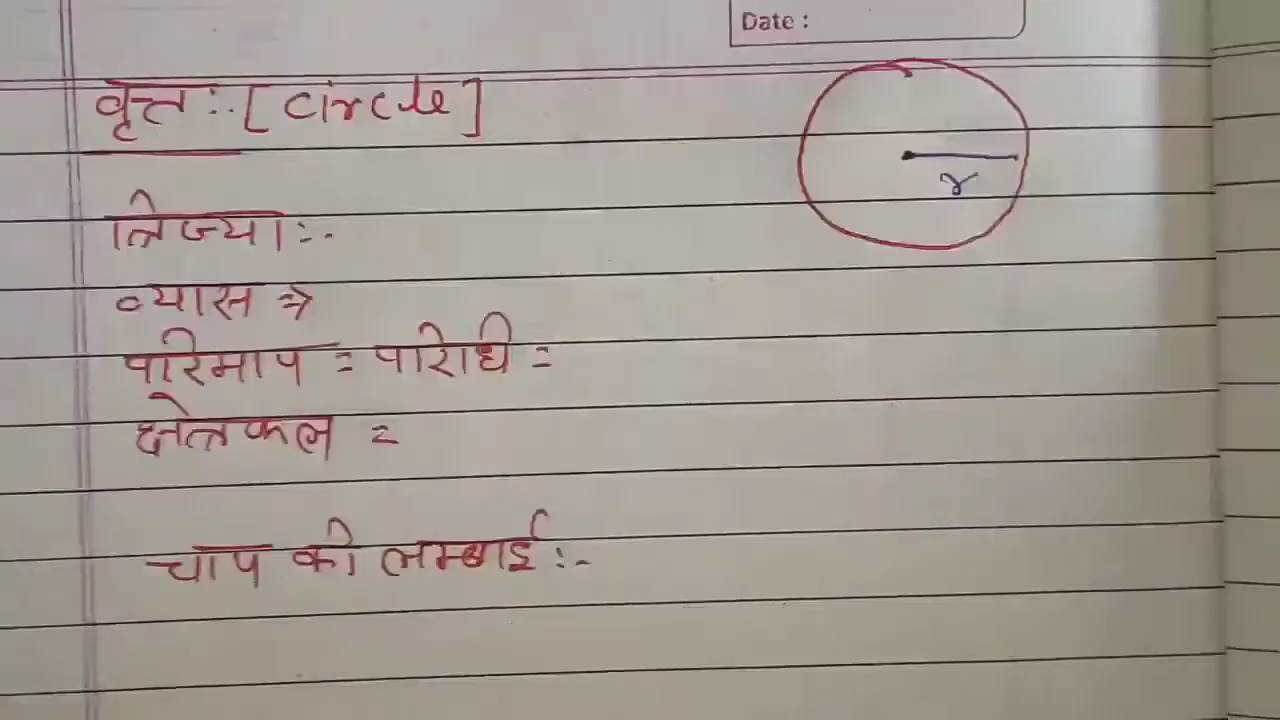 Date :
वृत्त :. [ circle ]
r
त्रिज्या :.
व्यास ⇒
परिमाप = परिधि =
क्षेत्रफल =
चाप की लम्बाई :-